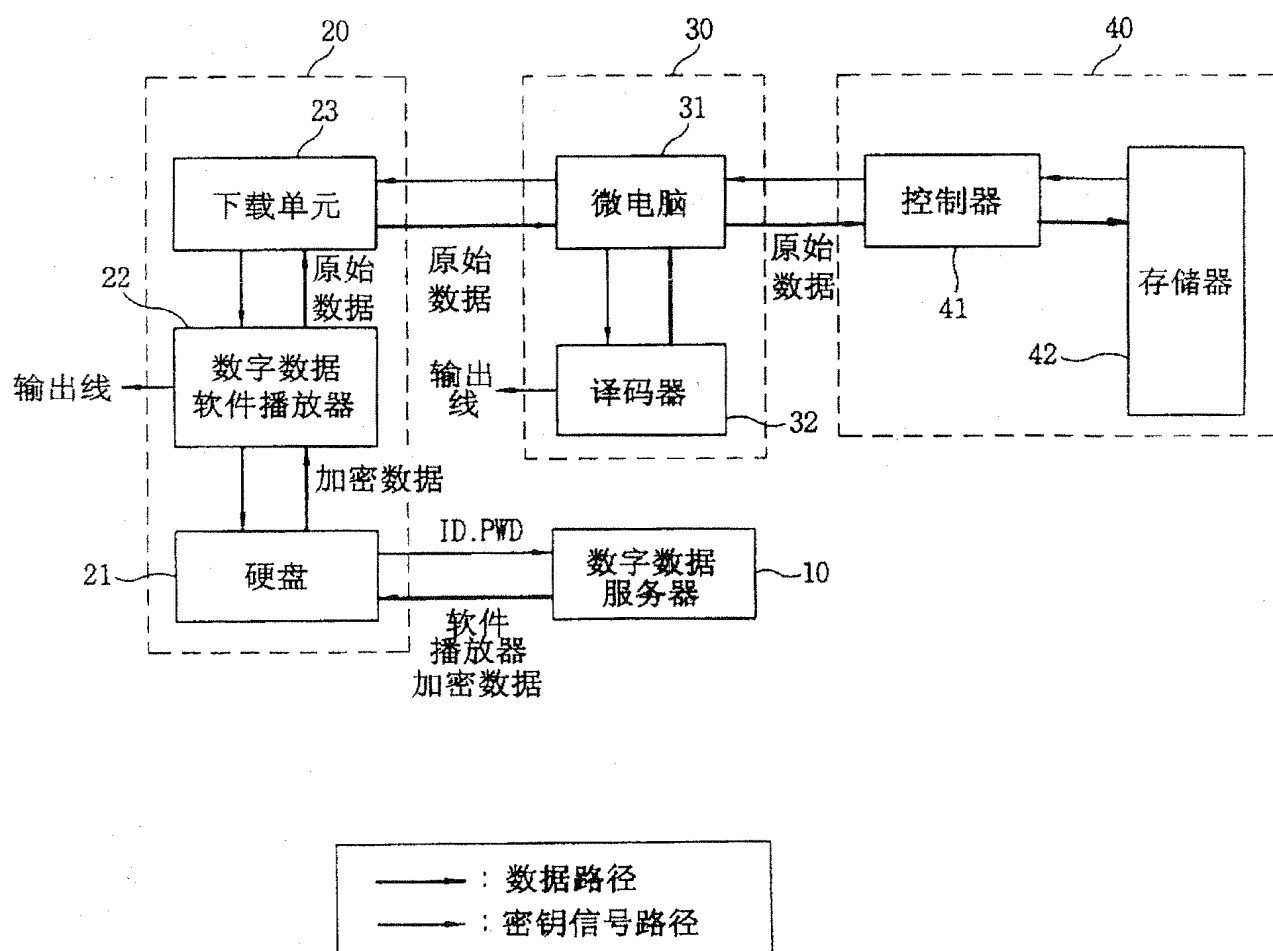 20
30
40
23
31
下载单元
微电脑
控制器
原始
数据
原始
数据
原始
数据
41
存储器
22
42
数字数据
软件播放器
输出线
输出
线
译码器
32
加密数据
ID.PWD
21
硬盘
数字数据
服务器
10
软件
播放器
加密数据
:数据路径
:密钥信号路径